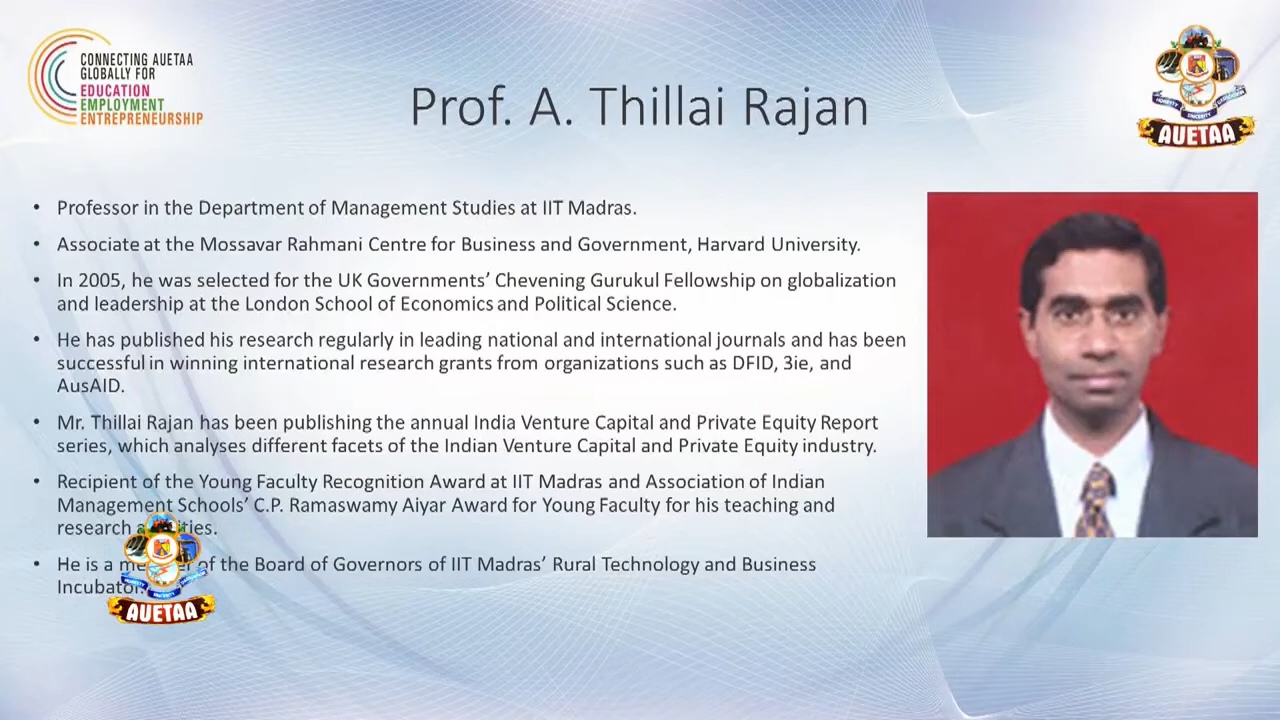 CONNECTING AUETAA
GLOBALLY FOR
EDUCATION
EMPLOYMENT
ENTREPRENEURSHIP
Prof. A. Thillai Rajan
HONESTY
SINCERITY
AUETAA
• Professor in the Department of Management Studies at IIT Madras.
• Associate at the Mossavar Rahmani Centre for Business and Government, Harvard University.
• In 2005, he was selected for the UK Governments’ Chevening Gurukul Fellowship on globalization
and leadership at the London School of Economics and Political Science.
• He has published his research regularly in leading national and international journals and has been
successful in winning international research grants from organizations such as DFID, 3ie, and
AusAID.
• Mr. Thillai Rajan has been publishing the annual India Venture Capital and Private Equity Report
series, which analyses different facets of the Indian Venture Capital and Private Equity industry.
• Recipient of the Young Faculty Recognition Award at IIT Madras and Association of Indian
Management Schools’ C.P. Ramaswamy Aiyar Award for Young Faculty for his teaching and
research
• He is a of the Board of Governors of IIT Madras’ Rural Technology and Business
Incubator.
AUETAA